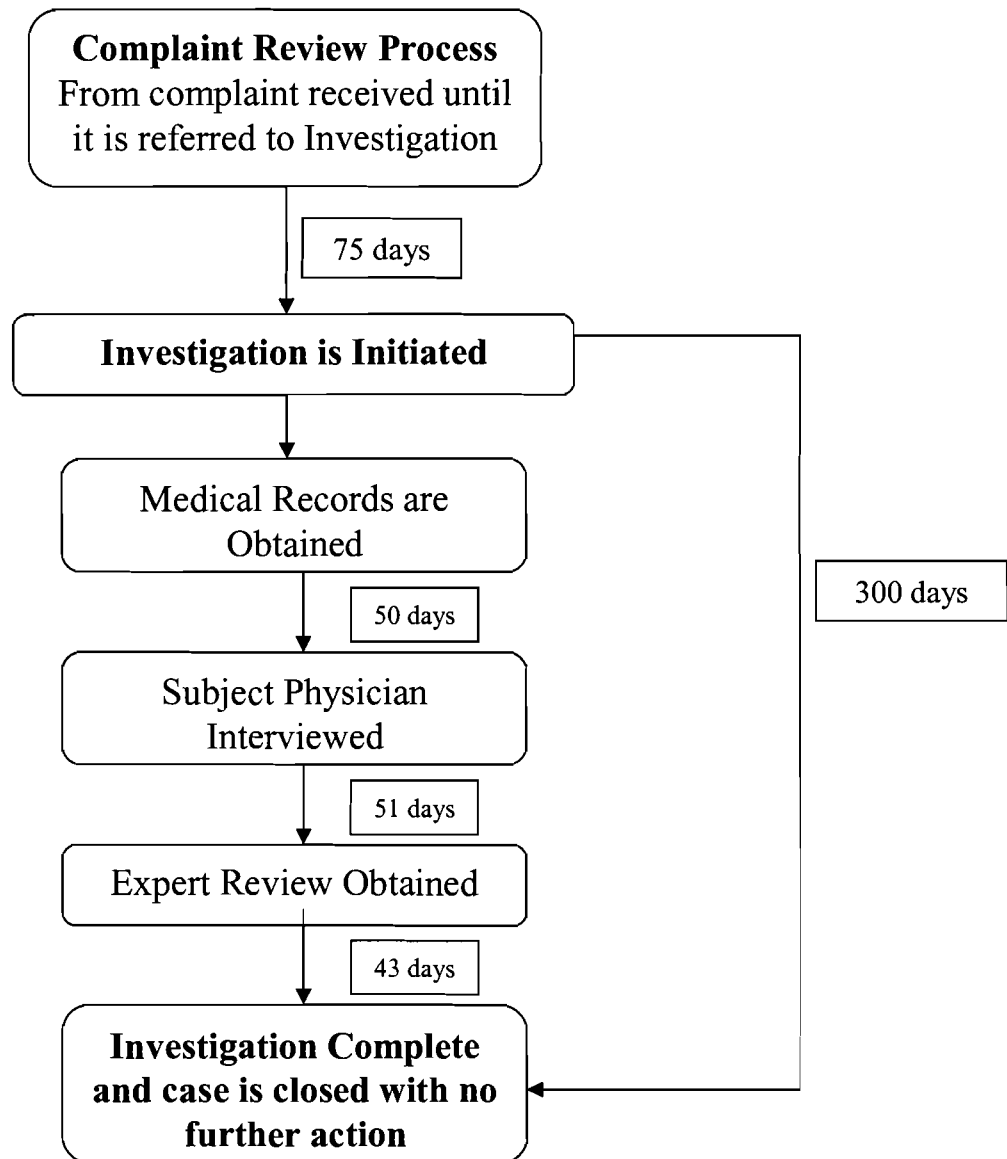 Complaint Review Process
From complaint received until
it is referred to Investigation
75 days
Investigation is Initiated
Medical Records are
Obtained
50 days
300 days
Subject Physician
Interviewed
51 days
Expert Review Obtained
43 days
Investigation Complete
and case is closed with no
further action